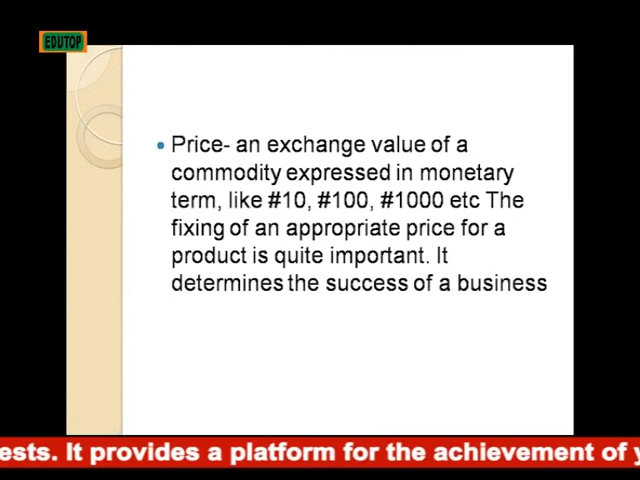 EDUTOP
Price- an exchange value of a
commodity expressed in monetary
term, like #10, #100, #1000 etc The
fixing of an appropriate price for a
product is quite important. It
determines the success of a business
ests. It provides a platform for the achievement of y